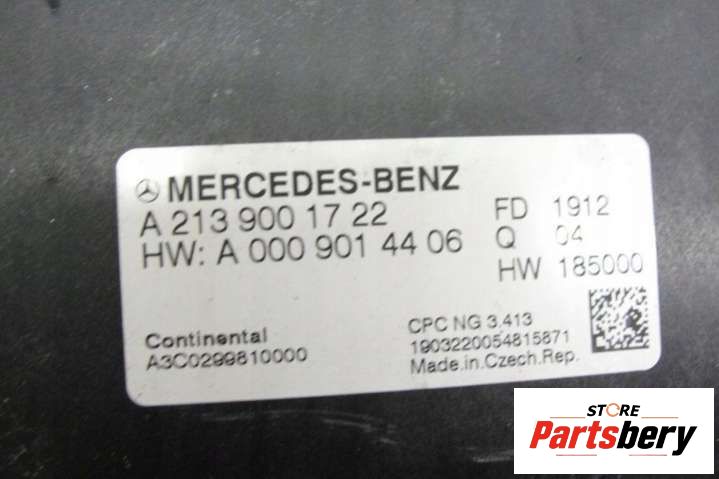 MERCEDES-BENZ
A 213 900 17 22
HW: A 000 901 44 06
FD 1912
Q 04
HW 185000
Continental
A3C0299810000
CPC NG 3.413
1903220054815871
Made.in.Czech.Rep.
STORE
Partsbery